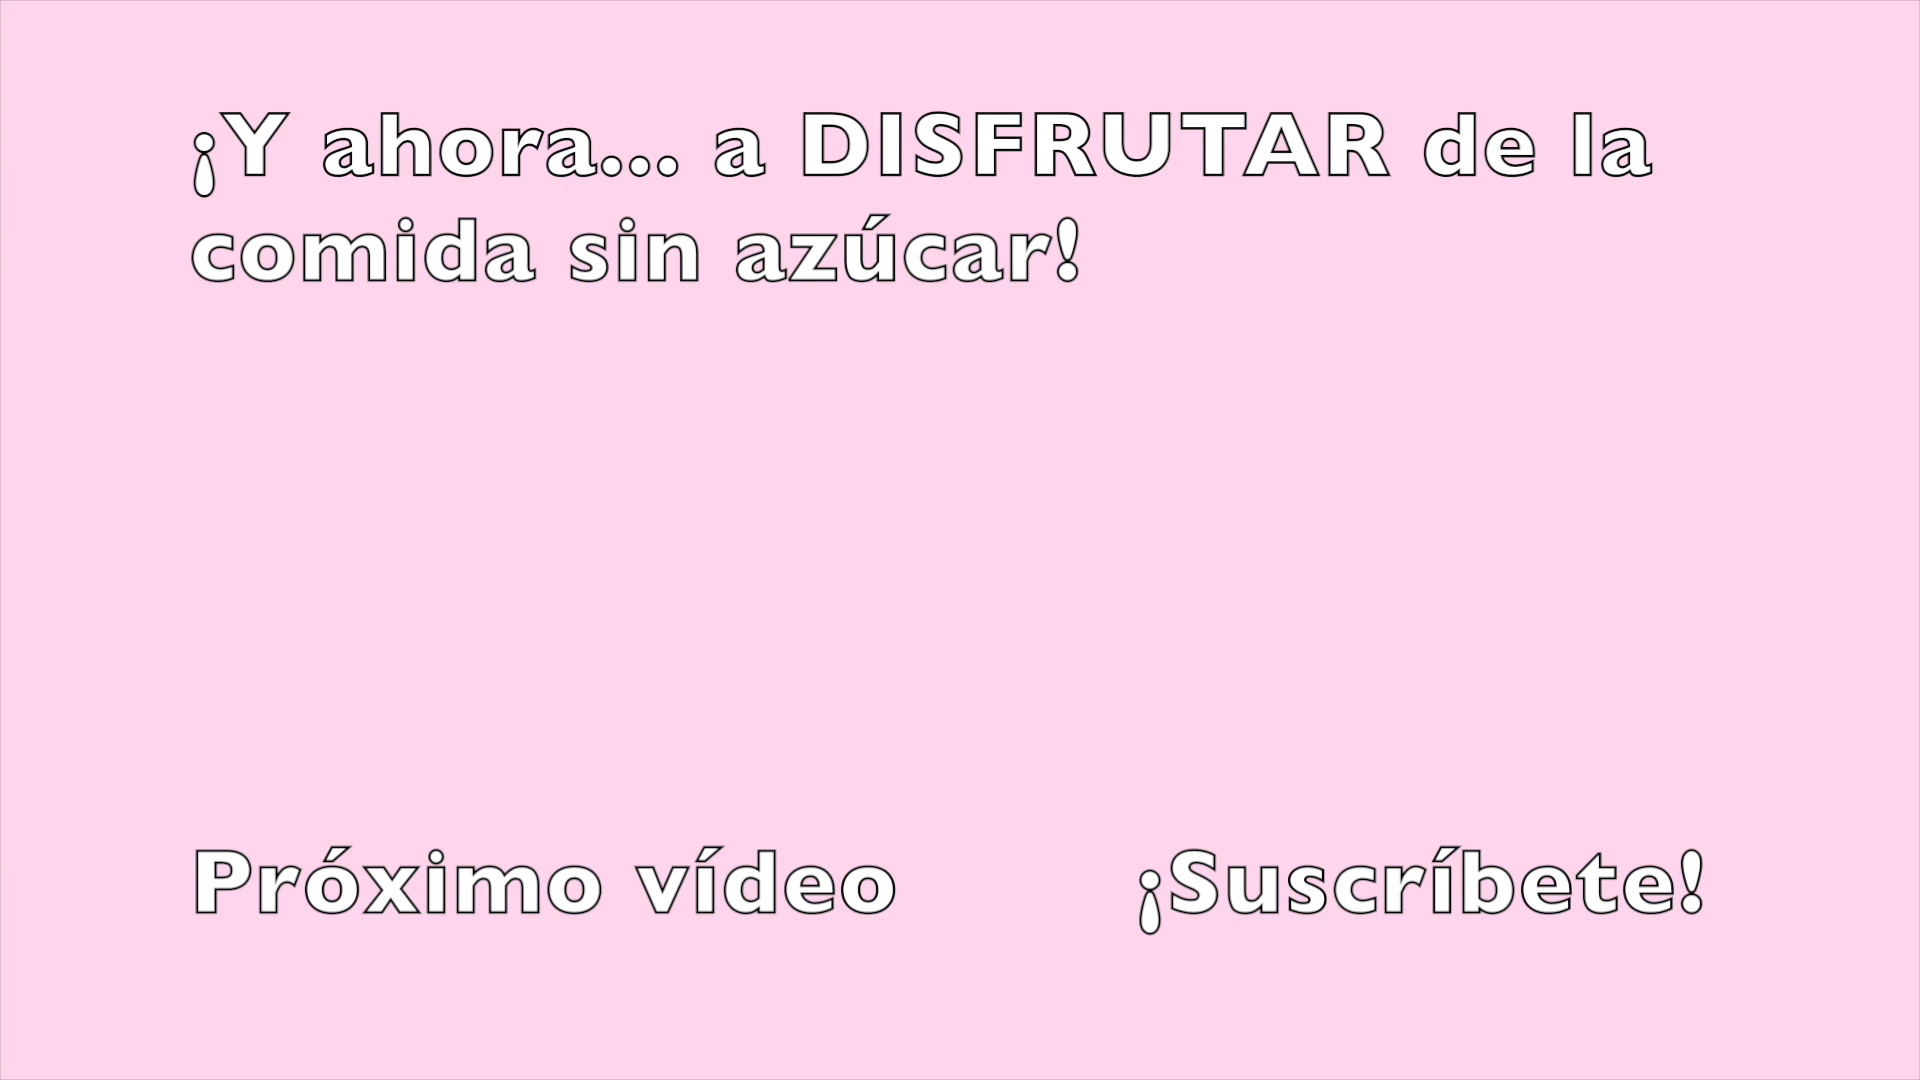 ¡Y ahora... a DISFRUTAR de la
comida sin azúcar!
Próximo vídeo
¡Suscríbete!